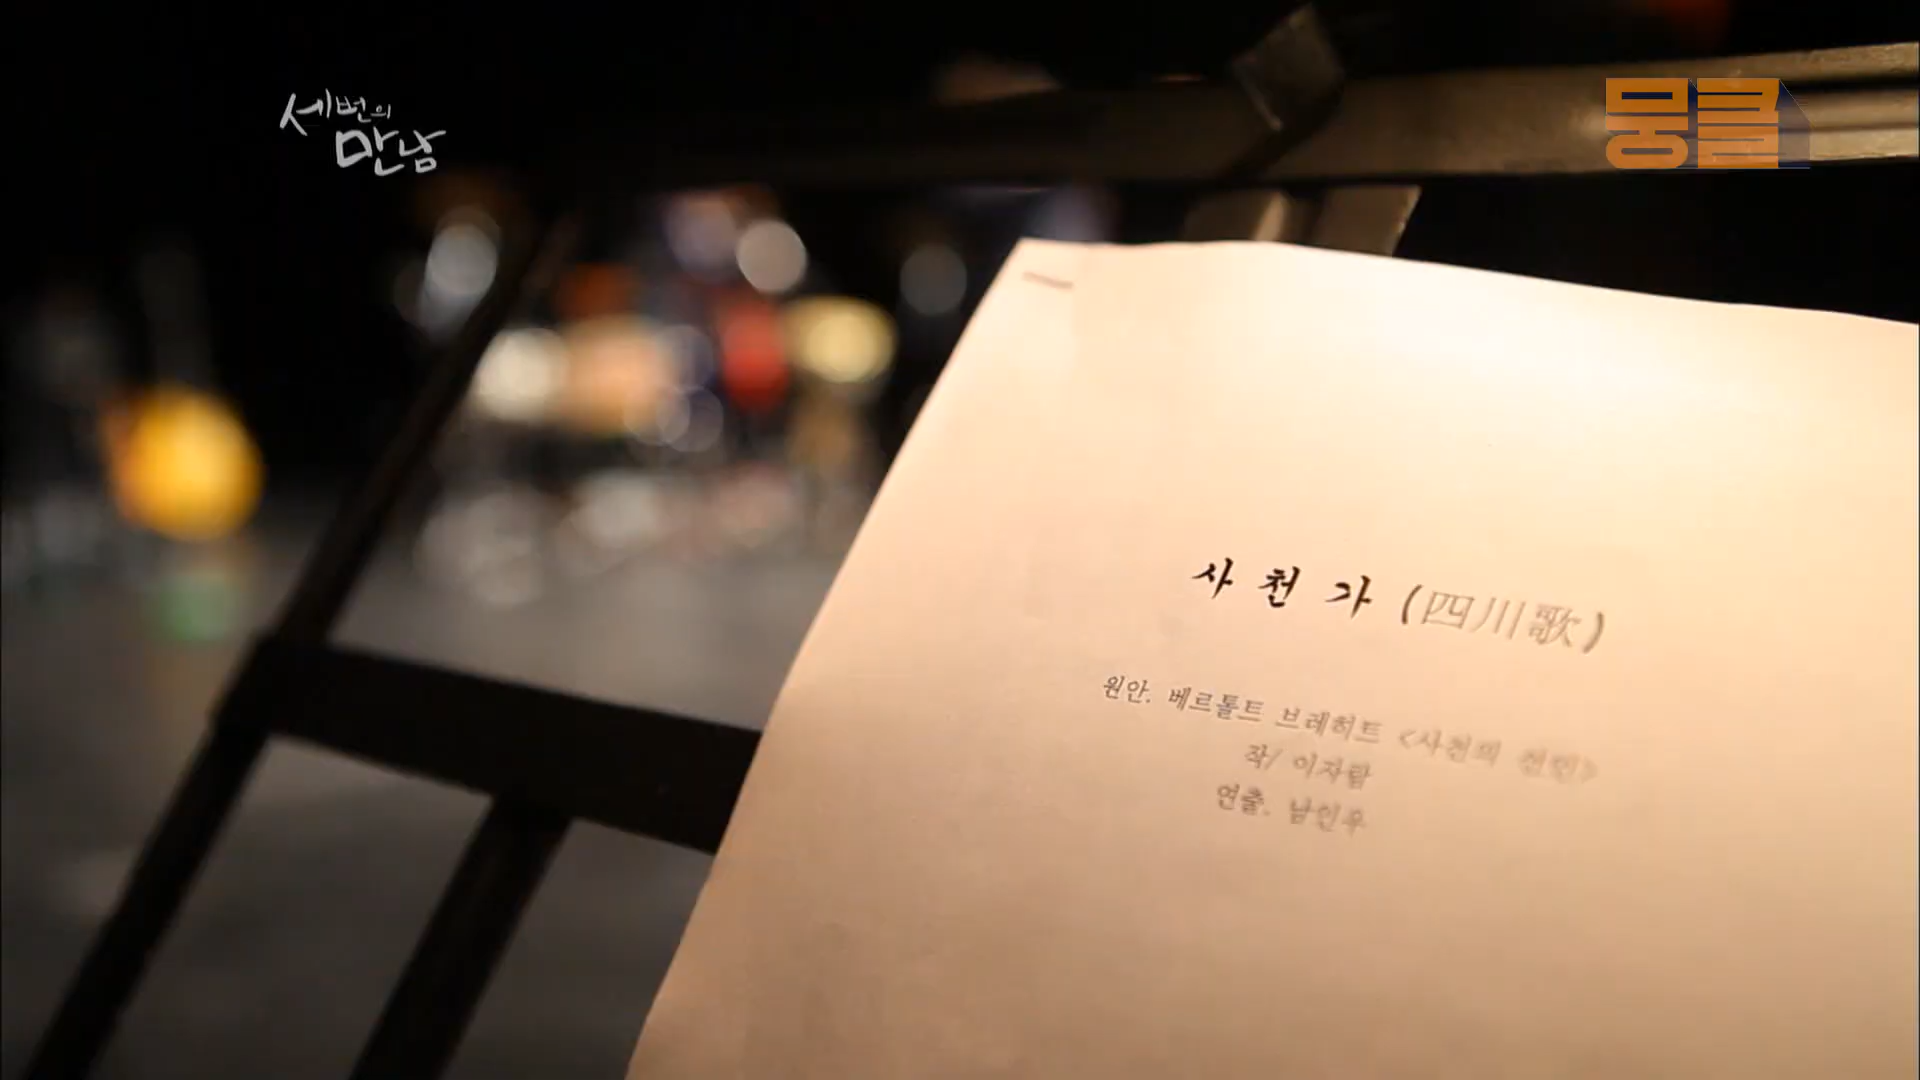 세번의
만남
뭉클
사 천 가 (四川歌)
원안. 베르톨트 브레히트 <사천의 선인>
작/ 이자람
연출. 남인우